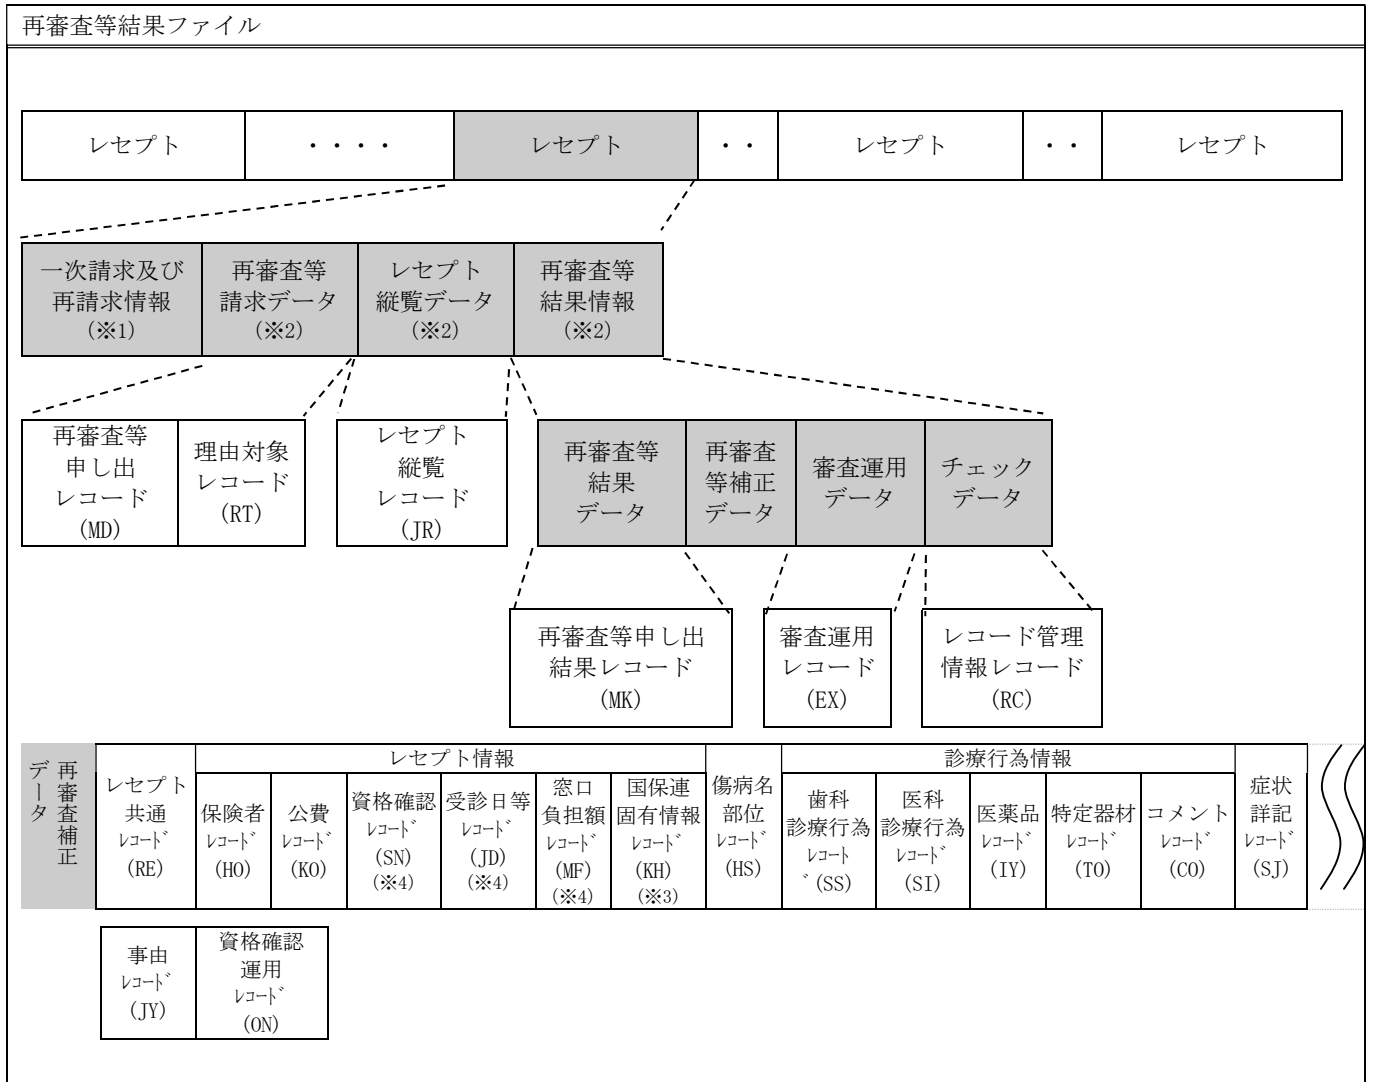 再審査等結果ファイル
レセプト
・・・・
レセプト
・・
レセプト
・・
レセプト
一次請求及び
再請求情報
(※1)
再審査等
請求データ
(※2)
レセプト
縦覧データ
(※2)
再審査等
結果情報
(※2)
再審査等
申し出
レコード
(MD)
理由対象
レコード
(RT)
レセプト
縦覧
レコード
(JR)
再審査等
結果
データ
再審査
等補正
データ
審査運用
データ
チェック
データ
再審査等申し出
結果レコード
(MK)
審査運用
レコード
(EX)
レコード管理
情報レコード
(RC)
再審査補正
データ
レセプト
共通
ﾚｺｰﾄﾞ
(RE)
レセプト情報
保険者
ﾚｺｰﾄﾞ
(HO)
公費
ﾚｺｰﾄﾞ
(KO)
資格確認
ﾚｺｰﾄﾞ
(SN)
(※4)
受診日等
ﾚｺｰﾄﾞ
(JD)
(※4)
窓口
負担額
ﾚｺｰﾄﾞ
(MF)
(※4)
国保連
固有情報
ﾚｺｰﾄﾞ
(KH)
(※3)
傷病名
部位
ﾚｺｰﾄﾞ
(HS)
診療行為情報
歯科
診療行為
ﾚｺｰﾄ
ﾞ(SS)
医科
診療行為
ﾚｺｰﾄﾞ
(SI)
医薬品
ﾚｺｰﾄﾞ
(IY)
特定器材
ﾚｺｰﾄﾞ
(TO)
コメント
ﾚｺｰﾄﾞ
(CO)
症状
詳記
ﾚｺｰﾄﾞ
(SJ)
事由
ﾚｺｰﾄﾞ
(JY)
資格確認
運用
ﾚｺｰﾄﾞ
(ON)